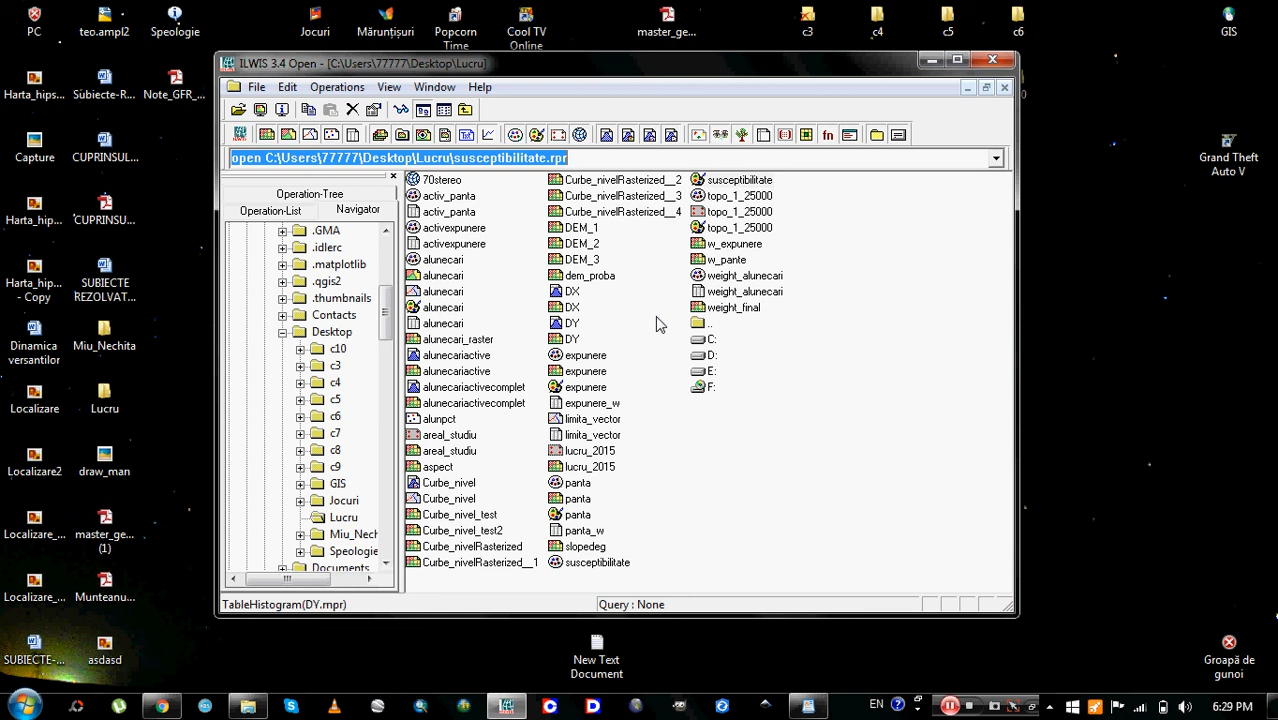 PC
teo.ampl2
Speologie
Jocuri
Mărunțișuri
Popcorn
Time
Cool TV
Online
master_ge...
c3
c4
c5
c6
GIS
ILWIS 3.4 Open - [C:\Users\77777\Desktop\Lucru]
File Edit Operations View Window Help
open C:\Users\77777\Desktop\Lucru\susceptibilitate.rpr
Operation-Tree
Operation-List
Navigator
.GMA
.idlerc
.matplotlib
.qgis2
.thumbnails
Contacts
Desktop
c10
c3
c4
c5
c6
c7
c8
c9
GIS
Jocuri
Lucru
Miu_Nech
Speologie
Documents
70stereo
activ_panta
activ_panta
activexpunere
activexpunere
alunecari
alunecari
alunecari
alunecari
alunecari
alunecari_raster
alunecariactive
alunecariactive
alunecariactivecomplet
alunecariactivecomplet
alunpct
areal_studiu
areal_studiu
aspect
Curbe_nivel
Curbe_nivel
Curbe_nivel_test
Curbe_nivel_test2
Curbe_nivelRasterized
Curbe_nivelRasterized__1
Curbe_nivelRasterized__2
Curbe_nivelRasterized__3
Curbe_nivelRasterized__4
DEM_1
DEM_2
DEM_3
dem_proba
DX
DX
DY
DY
expunere
expunere
expunere
expunere_w
limita_vector
limita_vector
lucru_2015
lucru_2015
panta
panta
panta
panta_w
slopedeg
susceptibilitate
susceptibilitate
topo_1_25000
topo_1_25000
topo_1_25000
w_expunere
w_pante
weight_alunecari
weight_alunecari
weight_final
..
C:
D:
E:
F:
TableHistogram(DY.mpr)
Query : None
Harta_hips...
Subiecte-R...
Note_GFR_...
Capture
CUPRINSUL...
Harta_hip...
CUPRINSU...
Harta_hip...
- Copy
SUBIECTE
REZOLVAT...
Dinamica
versantilor
Miu_Nechita
Localizare
Lucru
Localizare2
draw_man
Localizare_...
master_ge...
(1)
Localizare_...
Munteanu...
SUBIECTE-...
asdasd
New Text
Document
Grand Theft
Auto V
Groapă de
gunoi
EN
6:29 PM